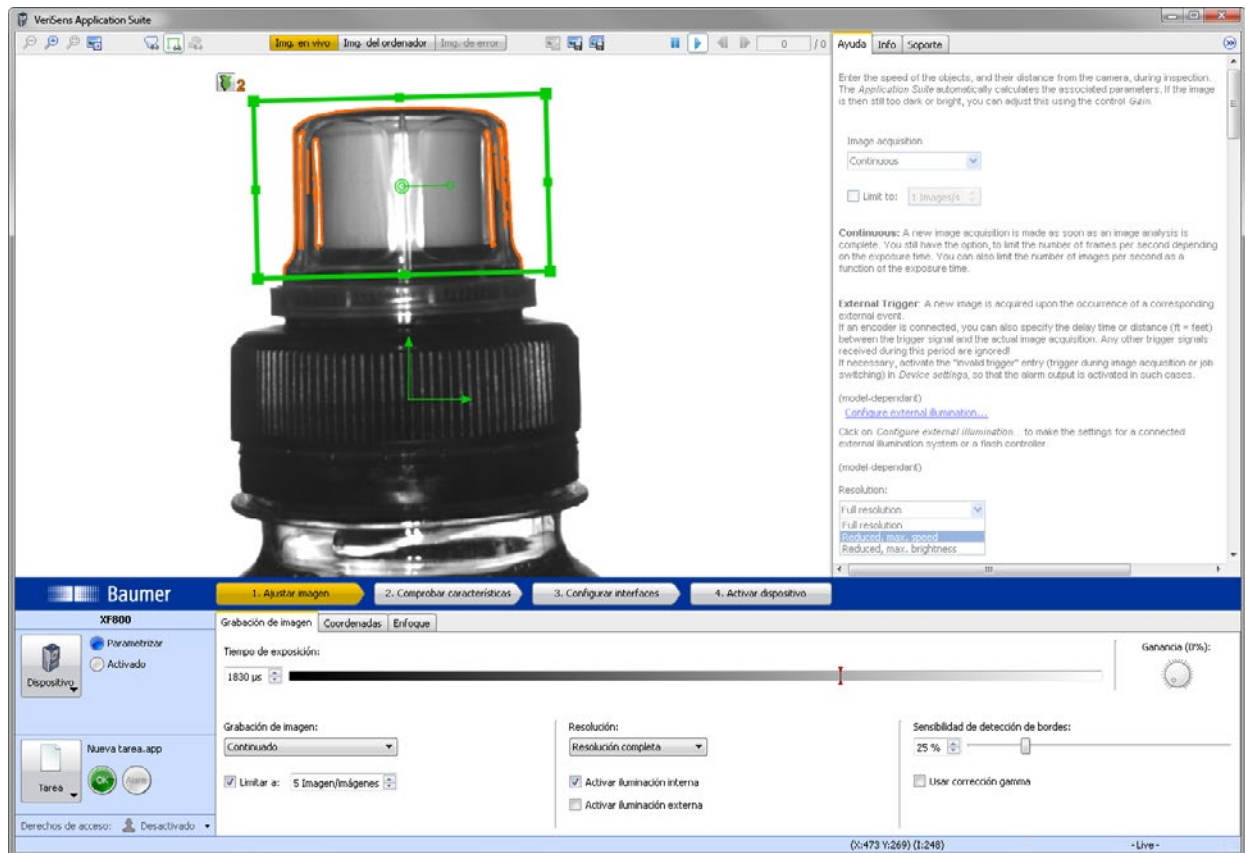 VeriSens Application Suite
Img. en vivo Img. del ordenador Img. de error
0 / 0
Ayuda Info Soporte
2
Enter the speed of the objects, and their distance from the camera, during inspection.
The Application Suite automatically calculates the associated parameters. If the image
is then still too dark or bright, you can adjust this using the control Gain.
Image acquisition
Continuous
Limit to: 1 Images/s
Continuous: A new image acquisition is made as soon as an image analysis is
complete. You still have the option, to limit the number of frames per second depending
on the exposure time. You can also limit the number of images per second as a
function of the exposure time.
External Trigger: A new image is acquired upon the occurrence of a corresponding
external event.
If an encoder is connected, you can also specify the delay time or distance (ft = feet)
between the trigger signal and the actual image acquisition. Any other trigger signals
received during this period are ignored!
If necessary, activate the "invalid trigger" entry (trigger during image acquisition or job
switching) in Device settings, so that the alarm output is activated in such cases.
(model-dependant)
Configure external illumination...
Click on Configure external illumination... to make the settings for a connected
external illumination system or a flash controller
(model-dependant)
Resolution:
Full resolution
Full resolution
Reduced, max. speed
Reduced, max. brightness
Baumer
1. Ajustar imagen 2. Comprobar características 3. Configurar interfaces 4. Activar dispositivo
XF800
Dispositivo
Parametrizar
Activado
Grabación de imagen Coordenadas Enfoque
Tiempo de exposición:
1830 µs
Ganancia (0%):
Grabación de imagen:
Continuado
Limitar a: 5 Imagen/imágenes
Resolución:
Resolución completa
Activar iluminación interna
Activar iluminación externa
Sensibilidad de detección de bordes:
25 %
Usar corrección gamma
Tarea
Nueva tarea.app
OK Alarm
Derechos de acceso: Desactivado
(X:473 Y:269) (I:248)
- Live -